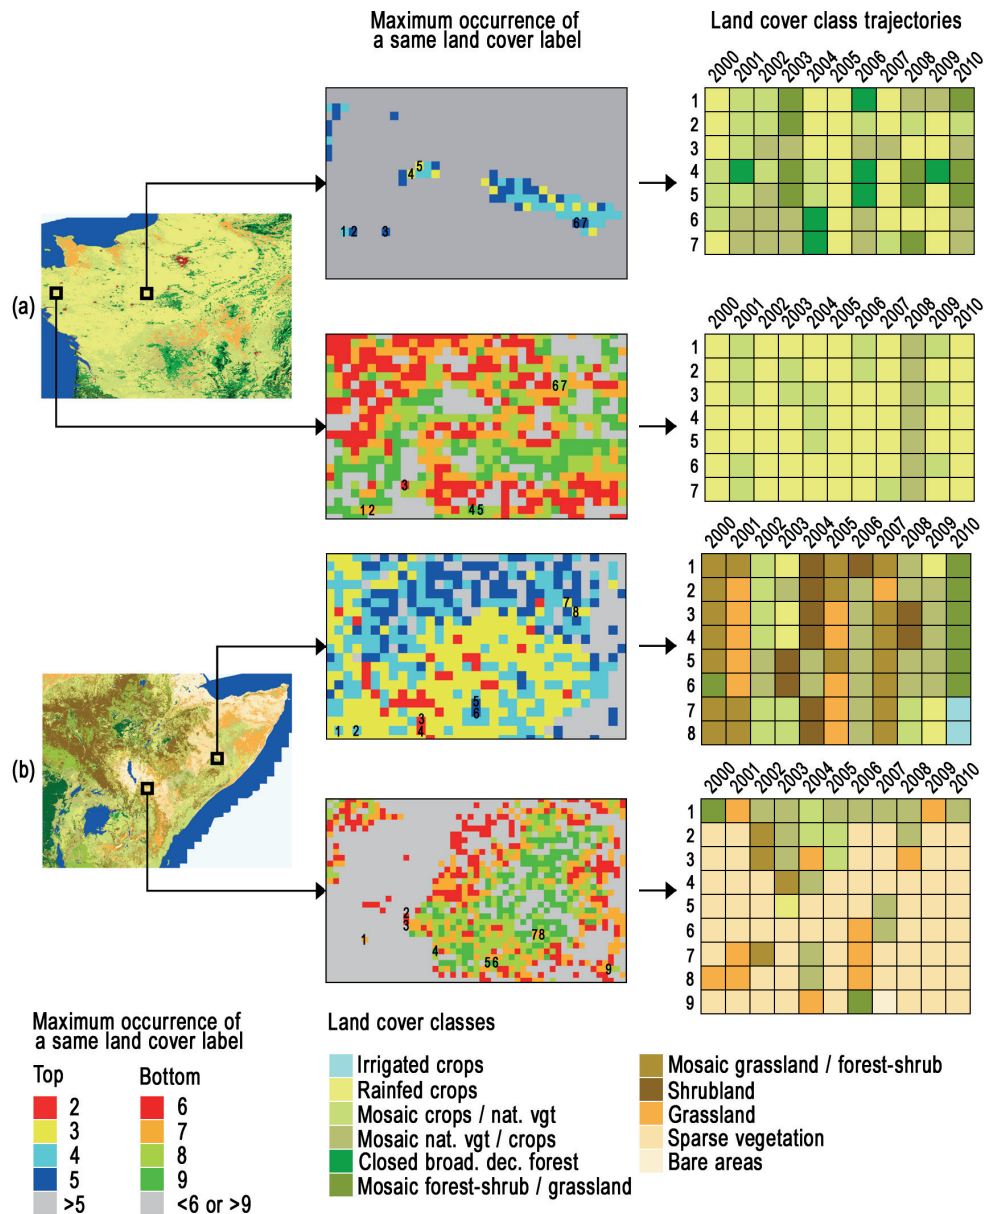 Maximum occurrence of
a same land cover label
Land cover class trajectories
2000 2001 2002 2003 2004 2005 2006 2007 2008 2009 2010
1
2
3
4
5
6
7
5
4
6 7
1 2 3
(a)
2000 2001 2002 2003 2004 2005 2006 2007 2008 2009 2010
1
2
3
4
5
6
7
6 7
3
1 2 4 5
2000 2001 2002 2003 2004 2005 2006 2007 2008 2009 2010
1
2
3
4
5
6
7
8
7
8
5
6
3
1 2 4
(b)
2000 2001 2002 2003 2004 2005 2006 2007 2008 2009 2010
1
2
3
4
5
6
7
8
9
2
3
7 8
1
4
5 6
9
Maximum occurrence of
a same land cover label
Top Bottom
2 6
3 7
4 8
5 9
>5 <6 or >9
Land cover classes
Irrigated crops
Rainfed crops
Mosaic crops / nat. vgt
Mosaic nat. vgt / crops
Closed broad. dec. forest
Mosaic forest-shrub / grassland
Mosaic grassland / forest-shrub
Shrubland
Grassland
Sparse vegetation
Bare areas